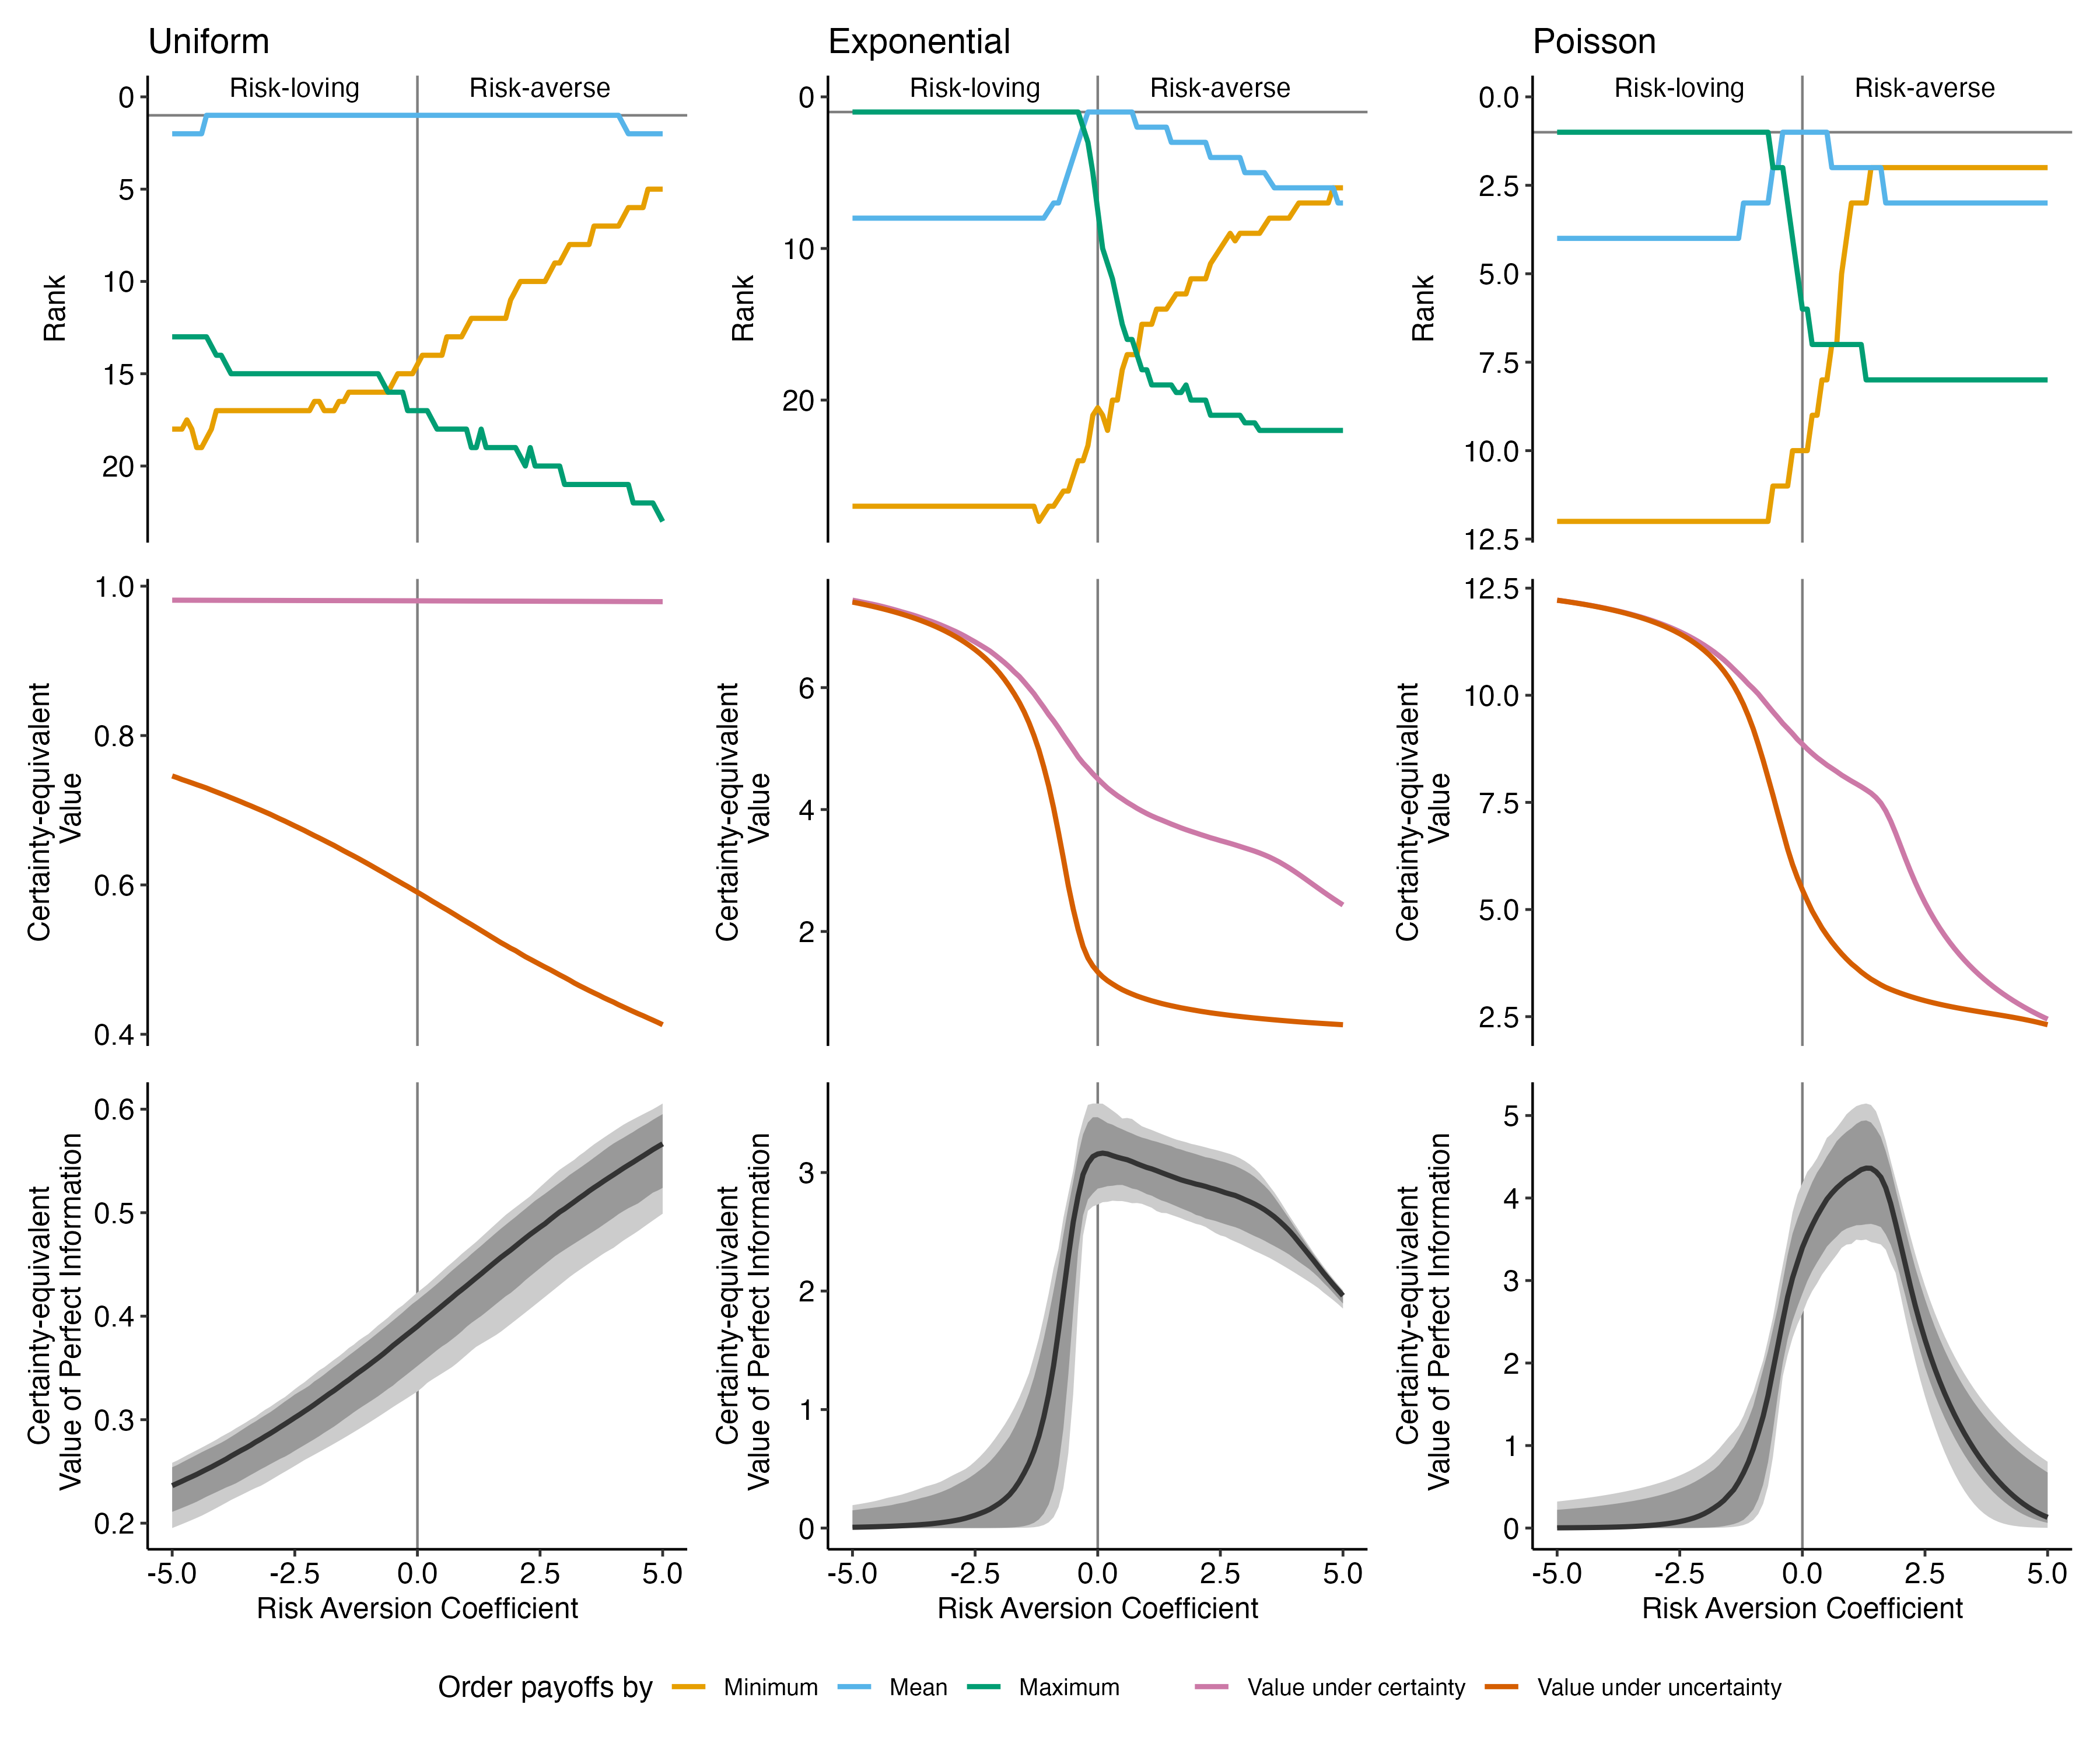 Uniform
Exponential
Poisson
Risk-loving Risk-averse
Risk-loving Risk-averse
Risk-loving Risk-averse
Rank
0
5
10
15
20
Rank
0
10
20
Rank
0.0
2.5
5.0
7.5
10.0
12.5
Certainty-equivalent
Value
1.0
0.8
0.6
0.4
Certainty-equivalent
Value
6
4
2
Certainty-equivalent
Value
12.5
10.0
7.5
5.0
2.5
Certainty-equivalent
Value of Perfect Information
0.6
0.5
0.4
0.3
0.2
Certainty-equivalent
Value of Perfect Information
3
2
1
0
Certainty-equivalent
Value of Perfect Information
5
4
3
2
1
0
-5.0 -2.5 0.0 2.5 5.0
-5.0 -2.5 0.0 2.5 5.0
-5.0 -2.5 0.0 2.5 5.0
Risk Aversion Coefficient
Risk Aversion Coefficient
Risk Aversion Coefficient
Order payoffs by Minimum Mean Maximum Value under certainty Value under uncertainty